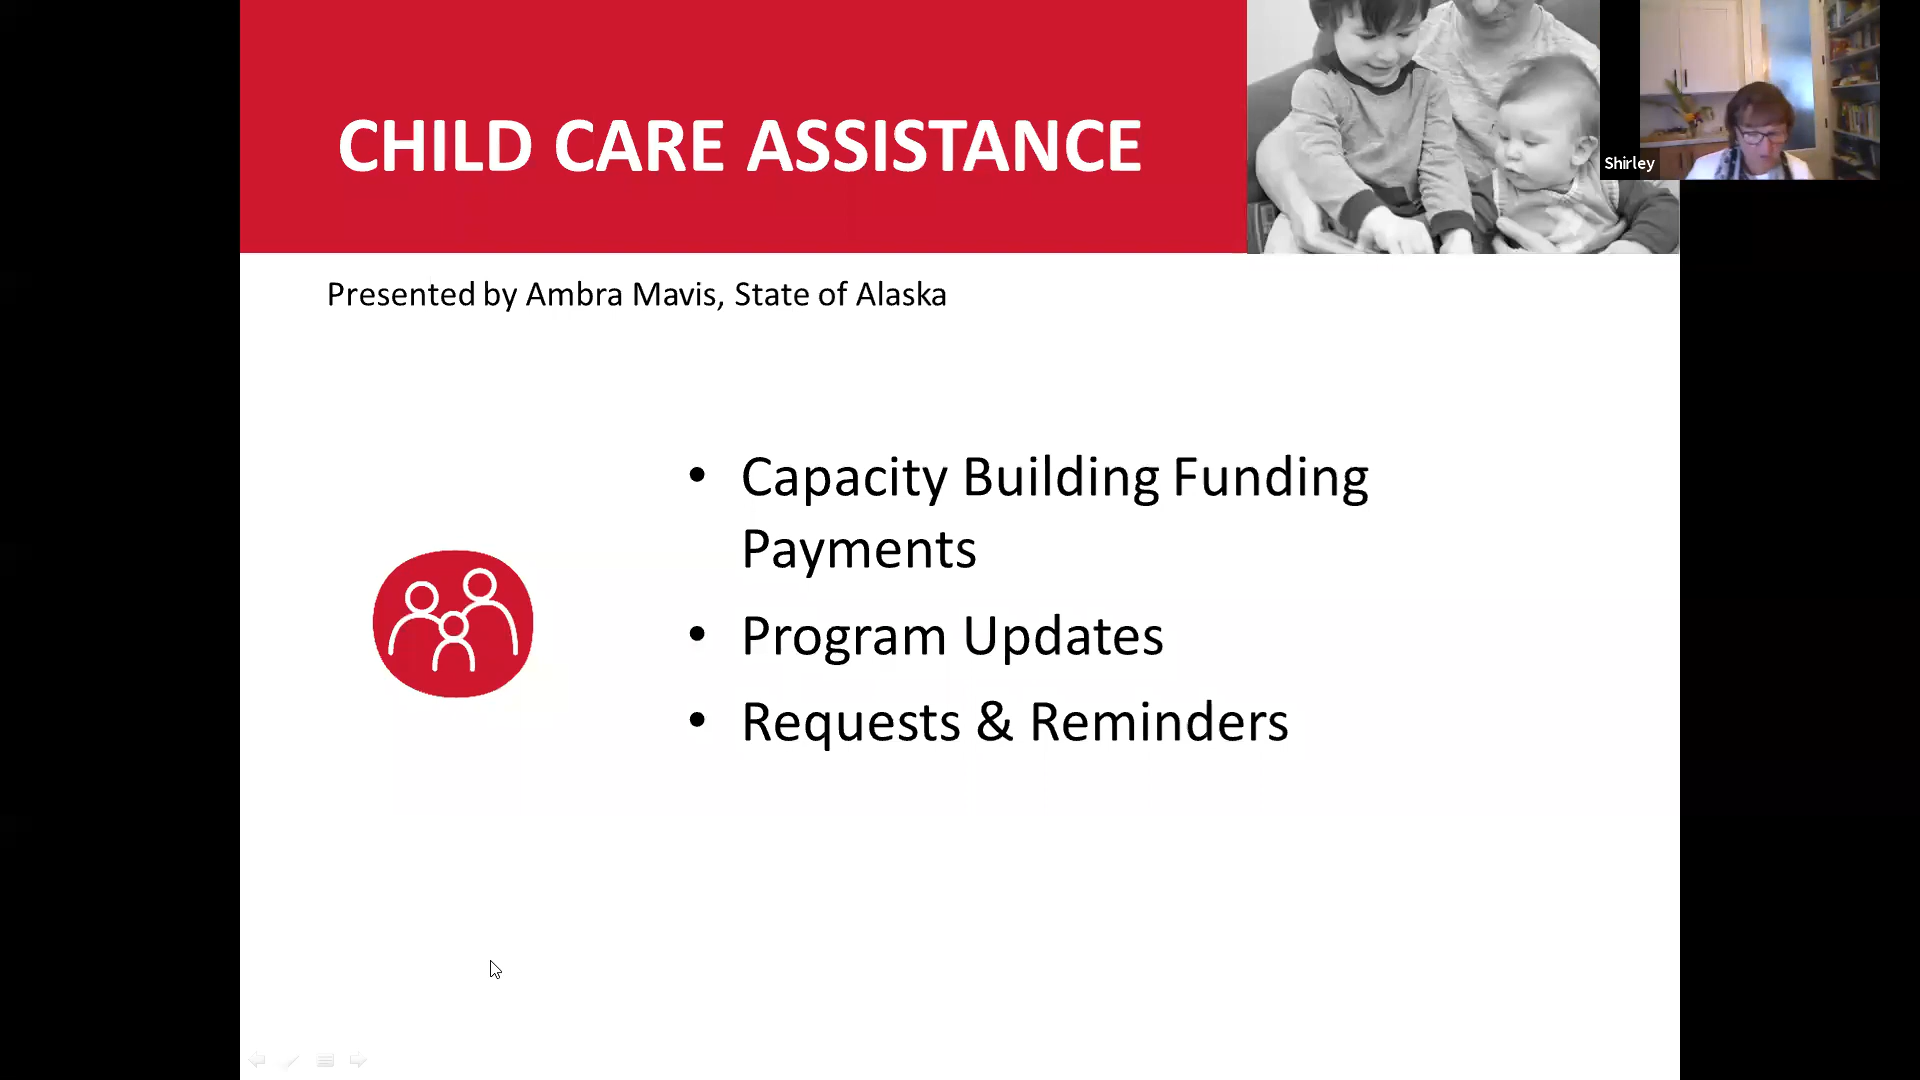 CHILD CARE ASSISTANCE
Shirley
Presented by Ambra Mavis, State of Alaska
• Capacity Building Funding
Payments
• Program Updates
• Requests & Reminders